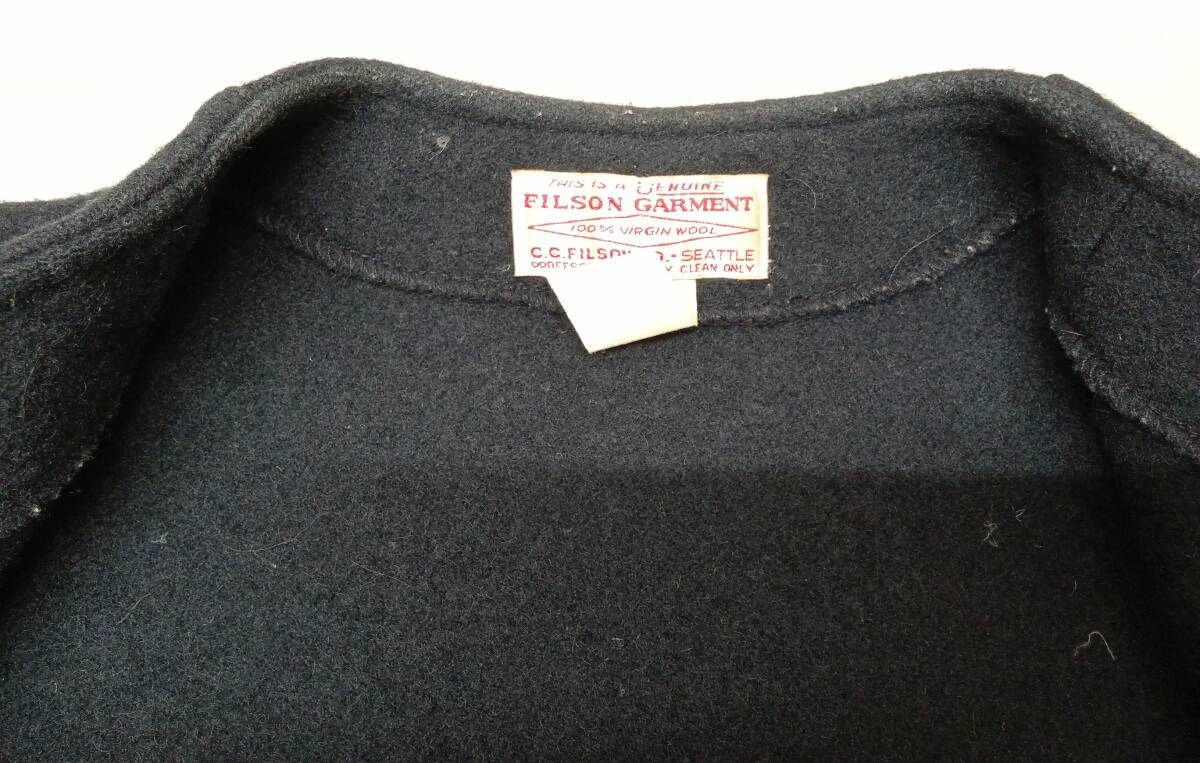 THIS IS A GENUINE
FILSON GARMENT
100% VIRGIN WOOL
C.C. FILSON - SEATTLE
CLEAN ONLY